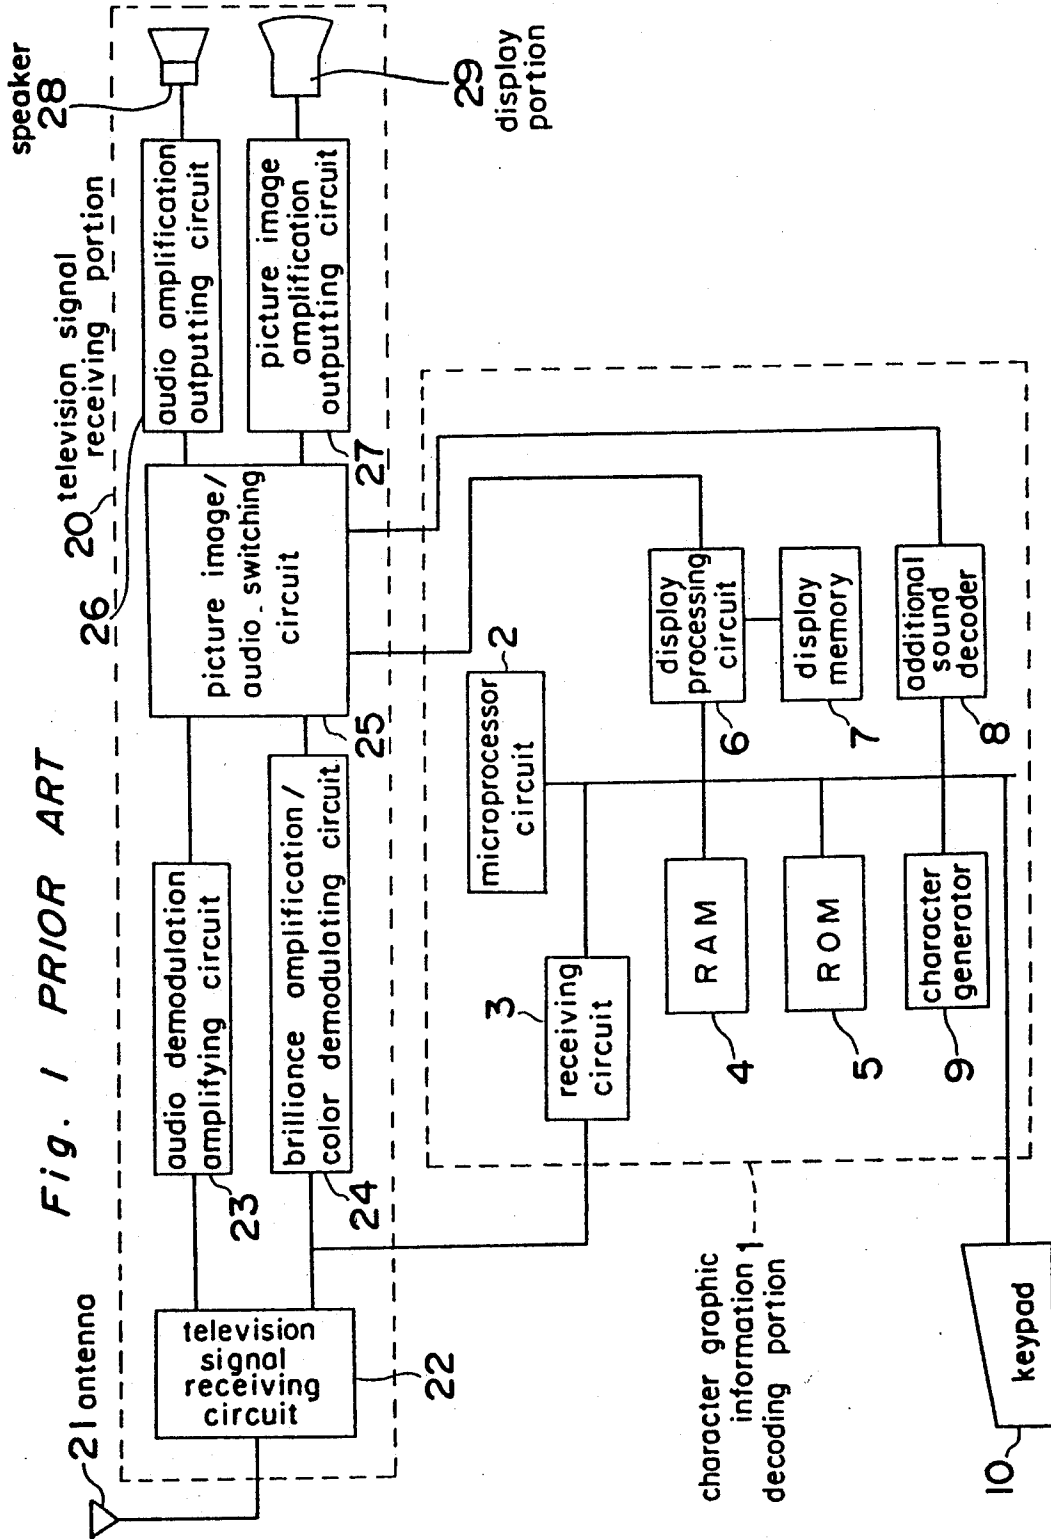 Fig. 1 PRIOR ART
21 antenna
television
signal
receiving
circuit
22
audio demodulation
amplifying circuit
23
brilliance amplification/
color demodulating circuit
24
picture image/
audio switching
circuit
25
20 television signal
receiving portion
26
audio amplification
outputting circuit
picture image
amplification
outputting circuit
27
speaker
28
29
display
portion
character graphic
information 1
decoding portion
microprocessor
circuit
2
3
receiving
circuit
RAM
4
ROM
5
character
generator
9
display
processing
circuit
6
display
memory
7
additional
sound
decoder
8
keypad
10